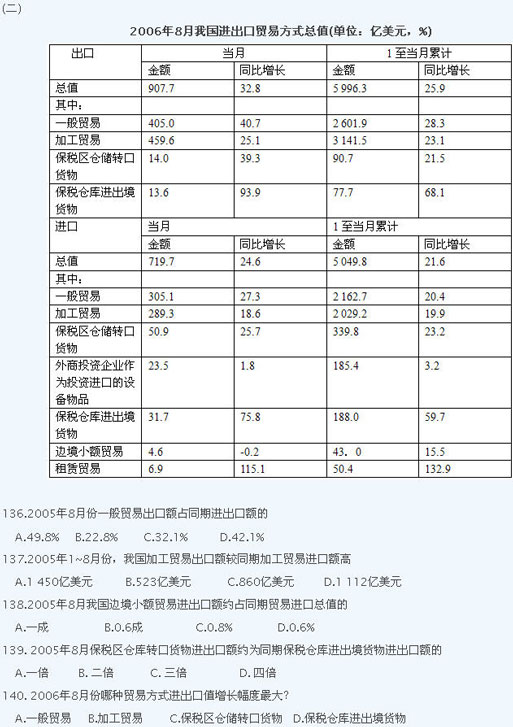 (二)
2006年8月我国进出口贸易方式总值(单位：亿美元，%)
出口 当月 1至当月累计
金额 同比增长 金额 同比增长
总值 907.7 32.8 5 996.3 25.9
其中：
一般贸易 405.0 40.7 2 601.9 28.3
加工贸易 459.6 25.1 3 141.5 23.1
保税区仓储转口 14.0 39.3 90.7 21.5
货物
保税仓库进出境 13.6 93.9 77.7 68.1
货物
进口 当月 1至当月累计
金额 同比增长 金额 同比增长
总值 719.7 24.6 5 049.8 21.6
其中：
一般贸易 305.1 27.3 2 162.7 20.4
加工贸易 289.3 18.6 2 029.2 19.9
保税区仓储转口 50.9 25.7 339.8 23.2
货物
外商投资企业作 23.5 1.8 185.4 3.2
为投资进口的设
备物品
保税仓库进出境 31.7 75.8 188.0 59.7
货物
边境小额贸易 4.6 -0.2 43．0 15.5
租赁贸易 6.9 115.1 50.4 132.9
136.2005年8月份一般贸易出口额占同期进出口额的
A.49.8% B.22.8% C.32.1% D.42.1%
137.2005年1~8月份，我国加工贸易出口额较同期加工贸易进口额高
A.1 450亿美元 B.523亿美元 C.860亿美元 D.1 112亿美元
138.2005年8月我国边境小额贸易进出口额约占同期贸易进口总值的
A.一成 B.0.6成 C.0.8% D.0.6%
139. 2005年8月保税区仓库转口货物进出口额约为同期保税仓库进出境货物进出口额的
A.一倍 B. 二倍 C. 三倍 D. 四倍
140. 2006年8月份哪种贸易方式进出口值增长幅度最大?
A.一般贸易 B.加工贸易 C.保税区仓储转口货物 D.保税仓库进出境货物